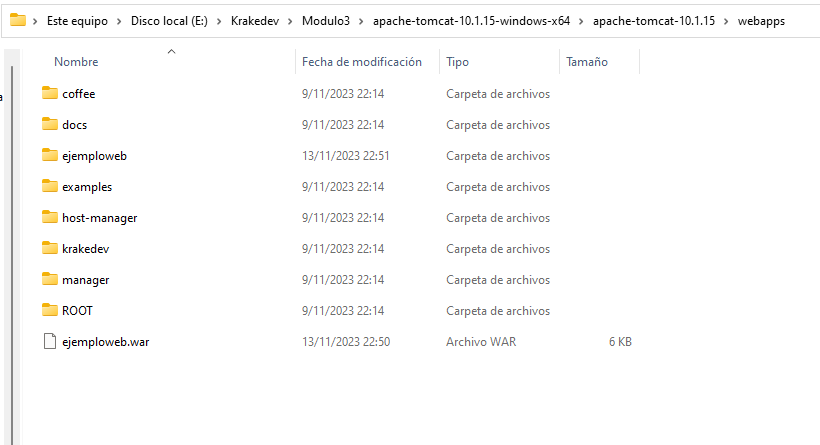 Este equipo > Disco local (E:) > Krakedev > Modulo3 > apache-tomcat-10.1.15-windows-x64 > apache-tomcat-10.1.15 > webapps
Nombre Fecha de modificación Tipo Tamaño
a
coffee 9/11/2023 22:14 Carpeta de archivos
docs 9/11/2023 22:14 Carpeta de archivos
ejemploweb 13/11/2023 22:51 Carpeta de archivos
examples 9/11/2023 22:14 Carpeta de archivos
host-manager 9/11/2023 22:14 Carpeta de archivos
krakedev 9/11/2023 22:14 Carpeta de archivos
manager 9/11/2023 22:14 Carpeta de archivos
ROOT 9/11/2023 22:14 Carpeta de archivos
ejemploweb.war 13/11/2023 22:50 Archivo WAR 6 KB